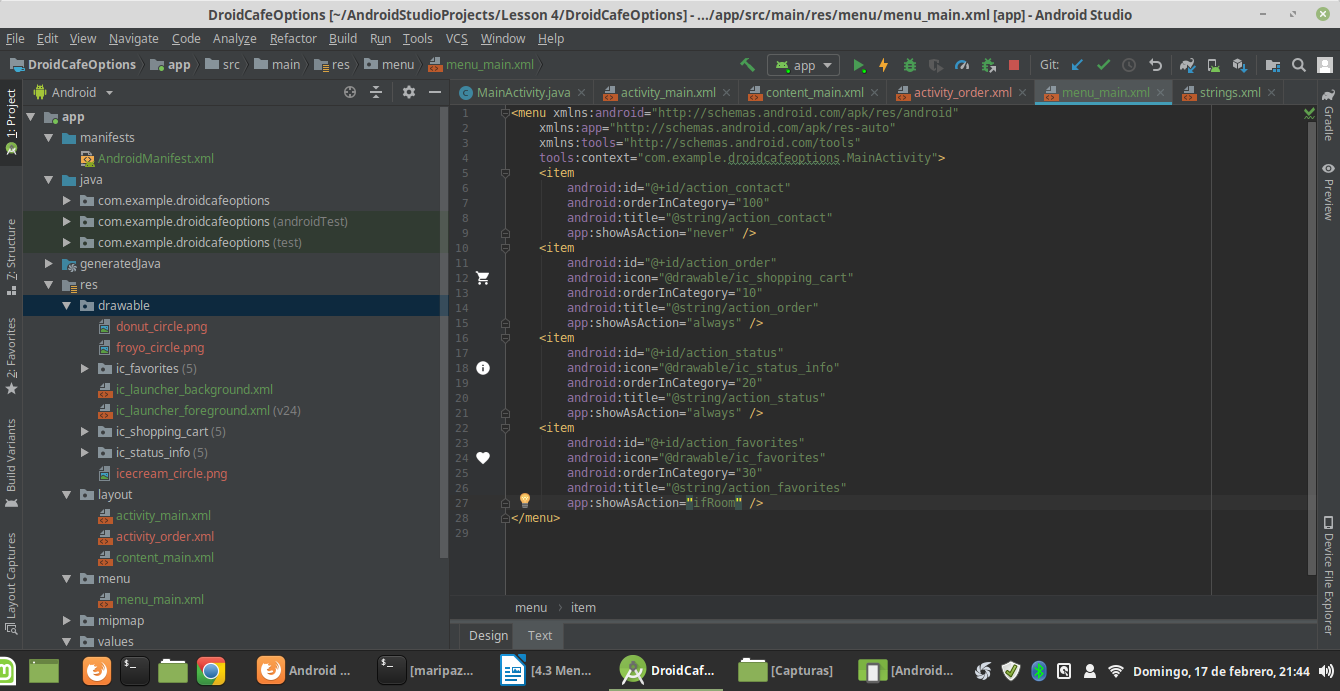 DroidCafeOptions [~/AndroidStudioProjects/Lesson 4/DroidCafeOptions] - .../app/src/main/res/menu/menu_main.xml [app] - Android Studio
File Edit View Navigate Code Analyze Refactor Build Run Tools VCS Window Help
DroidCafeOptions app src main res menu menu_main.xml app Git:
1: Project
Z: Structure
2: Favorites
Build Variants
Layout Captures
Android
app
manifests
AndroidManifest.xml
java
com.example.droidcafeoptions
com.example.droidcafeoptions (androidTest)
com.example.droidcafeoptions (test)
generatedJava
res
drawable
donut_circle.png
froyo_circle.png
ic_favorites (5)
ic_launcher_background.xml
ic_launcher_foreground.xml (v24)
ic_shopping_cart (5)
ic_status_info (5)
icecream_circle.png
layout
activity_main.xml
activity_order.xml
content_main.xml
menu
menu_main.xml
mipmap
values
MainActivity.java activity_main.xml content_main.xml activity_order.xml menu_main.xml strings.xml
1 <menu xmlns:android="http://schemas.android.com/apk/res/android"
2 xmlns:app="http://schemas.android.com/apk/res-auto"
3 xmlns:tools="http://schemas.android.com/tools"
4 tools:context="com.example.droidcafeoptions.MainActivity">
5 <item
6 android:id="@+id/action_contact"
7 android:orderInCategory="100"
8 android:title="@string/action_contact"
9 app:showAsAction="never" />
10 <item
11 android:id="@+id/action_order"
12 android:icon="@drawable/ic_shopping_cart"
13 android:orderInCategory="10"
14 android:title="@string/action_order"
15 app:showAsAction="always" />
16 <item
17 android:id="@+id/action_status"
18 android:icon="@drawable/ic_status_info"
19 android:orderInCategory="20"
20 android:title="@string/action_status"
21 app:showAsAction="always" />
22 <item
23 android:id="@+id/action_favorites"
24 android:icon="@drawable/ic_favorites"
25 android:orderInCategory="30"
26 android:title="@string/action_favorites"
27 app:showAsAction="ifRoom" />
28 </menu>
29
menu item
Design Text
Gradle
Preview
Device File Explorer
Android ... [maripaz... [4.3 Men... DroidCaf... [Capturas] [Android... Domingo, 17 de febrero, 21:44